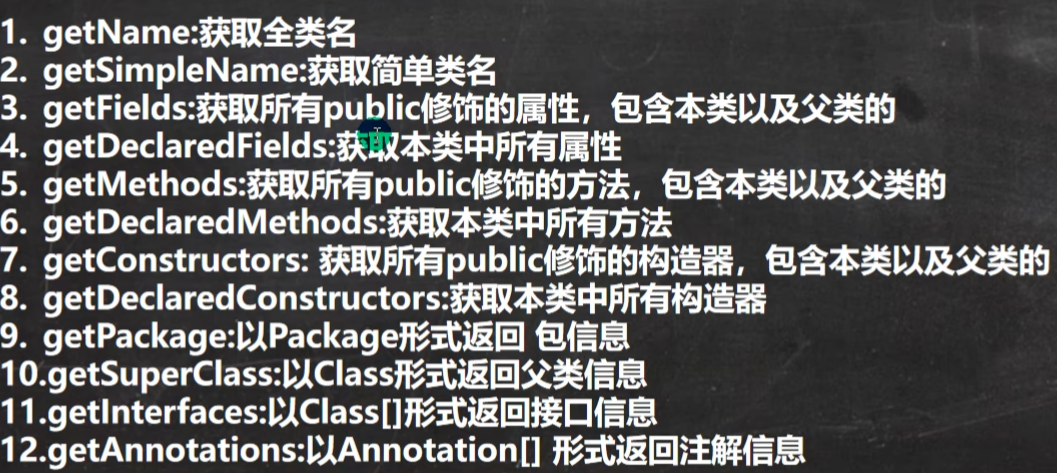 1. getName:获取全类名
2. getSimpleName:获取简单类名
3. getFields:获取所有public修饰的属性，包含本类以及父类的
4. getDeclaredFields:获取本类中所有属性
5. getMethods:获取所有public修饰的方法，包含本类以及父类的
6. getDeclaredMethods:获取本类中所有方法
7. getConstructors: 获取所有public修饰的构造器，包含本类以及父类的
8. getDeclaredConstructors:获取本类中所有构造器
9. getPackage:以Package形式返回 包信息
10.getSuperClass:以Class形式返回父类信息
11.getInterfaces:以Class[]形式返回接口信息
12.getAnnotations:以Annotation[] 形式返回注解信息